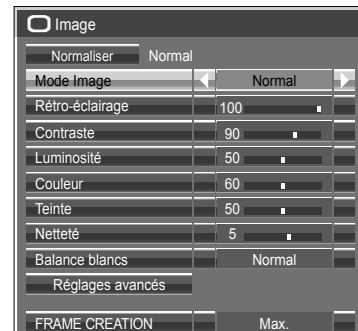 Image
Normaliser Normal
Mode Image Normal
Rétro-éclairage 100
Contraste 90
Luminosité 50
Couleur 60
Teinte 50
Netteté 5
Balance blancs Normal
Réglages avancés
FRAME CREATION Max.